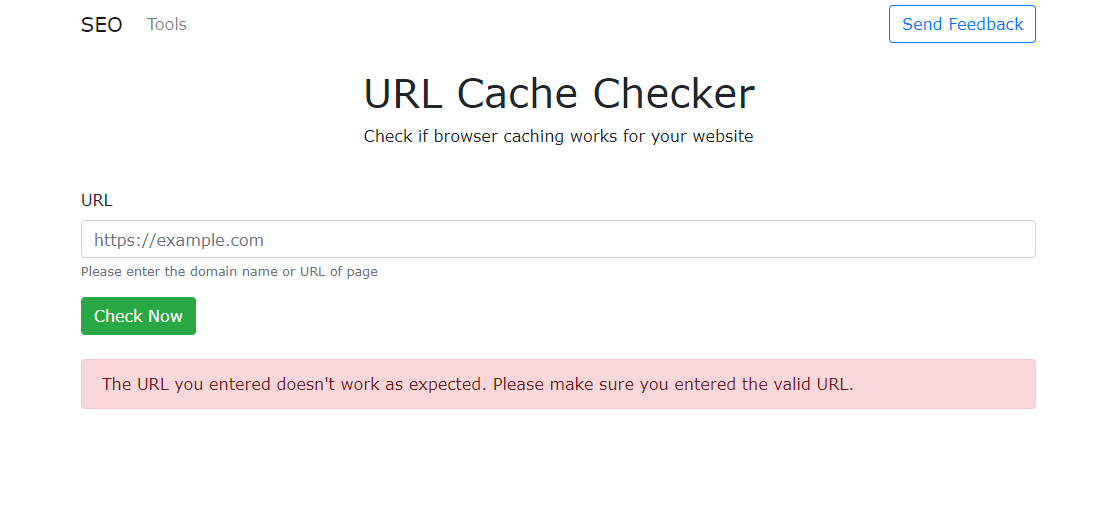 SEO Tools Send Feedback
URL Cache Checker
Check if browser caching works for your website
URL
https://example.com
Please enter the domain name or URL of page
Check Now
The URL you entered doesn't work as expected. Please make sure you entered the valid URL.